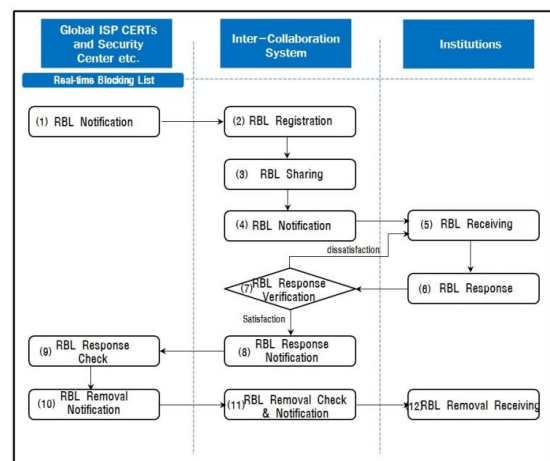 Global ISP CERTs
and Security
Center etc.
Inter-Collaboration
System
Institutions
Real-time Blocking List
(1) RBL Notification
(2) RBL Registration
(3) RBL Sharing
(4) RBL Notification
(5) RBL Receiving
dissatisfaction
(7) RBL Response
Verification
(6) RBL Response
Satisfaction
(9) RBL Response
Check
(8) RBL Response
Notification
(10) RBL Removal
Notification
(11) RBL Removal Check
& Notification
12) RBL Removal Receiving